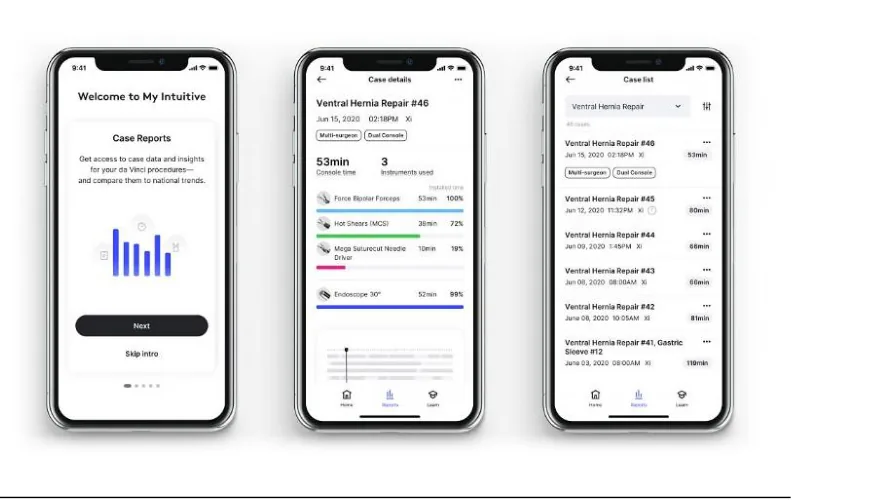 9:41
Welcome to My Intuitive
Case Reports
Get access to case data and insights
for your da Vinci procedures—
and compare them to national trends.
Next
Skip intro
9:41
Case details
Ventral Hernia Repair #46
Jun 15, 2020 02:18PM Xi
Multi-surgeon Dual Console
53min 3
Console time Instruments used
Installed time
Force Bipolar Forceps 53min 100%
Hot Shears (MCS) 38min 72%
Mega Suturecut Needle 10min 19%
Driver
Endoscope 30° 52min 99%
Home Reports Learn
9:41
Case list
Ventral Hernia Repair
Ventral Hernia Repair #46
Jun 15, 2020 02:18PM Xi 53min
Multi-surgeon Dual Console
Ventral Hernia Repair #45
Jun 12, 2020 11:32PM Xi 80min
Ventral Hernia Repair #44
Jun 09, 2020 1:45PM Xi 68min
Ventral Hernia Repair #43
Jun 08, 2020 08:00AM Xi 66min
Ventral Hernia Repair #42
June 08, 2020 10:05AM Xi 81min
Ventral Hernia Repair #41, Gastric
Sleeve #12
June 03, 2020 08:00AM Xi 119min
Home Reports Learn